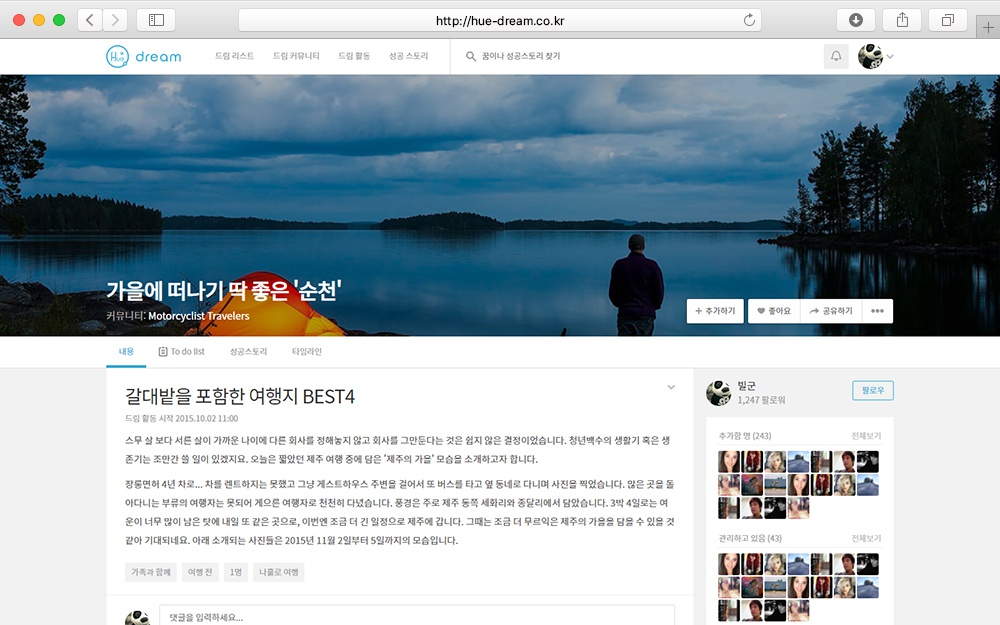 http://hue-dream.co.kr
Hue dream
드림 리스트 드림 커뮤니티 드림 활동 성공 스토리 꿈이나 성공스토리 찾기
가을에 떠나기 딱 좋은 '순천'
커뮤니티: Motorcyclist Travelers
+ 추가하기 좋아요 공유하기 •••
내용 To do list 성공스토리 타임라인
갈대밭을 포함한 여행지 BEST4
드림 활동 시작 2015.10.02 11:00
스무 살 보다 서른 살이 가까운 나이에 다른 회사를 정해놓지 않고 회사를 그만둔다는 것은 쉽지 않은 결정이었습니다. 청년백수의 생활기 혹은 생
존기는 조만간 쓸 일이 있겠지요. 오늘은 짧았던 제주 여행 중에 담은 '제주의 가을' 모습을 소개하고자 합니다.
장롱면허 4년 차로... 차를 렌트하지는 못했고 그냥 게스트하우스 주변을 걸어서 또 버스를 타고 옆 동네로 다니며 사진을 찍었습니다. 많은 곳을 돌
아다니는 부류의 여행자는 못되어 게으른 여행자로 천천히 다녔습니다. 풍경은 주로 제주 동쪽 세화리와 종달리에서 담았습니다. 3박 4일로는 여
운이 너무 많이 남은 탓에 내일 또 같은 곳으로, 이번엔 조금 더 긴 일정으로 제주에 갑니다. 그때는 조금 더 무르익은 제주의 가을을 담을 수 있을 것
같아 기대되네요. 아래 소개되는 사진들은 2015년 11월 2일부터 5일까지의 모습입니다.
가족과 함께 여행 전 1명 나홀로 여행
댓글을 입력하세요...
빌군
1,247 팔로워
팔로우
추가함 명 (243) 전체보기
관리하고 있음 (43) 전체보기